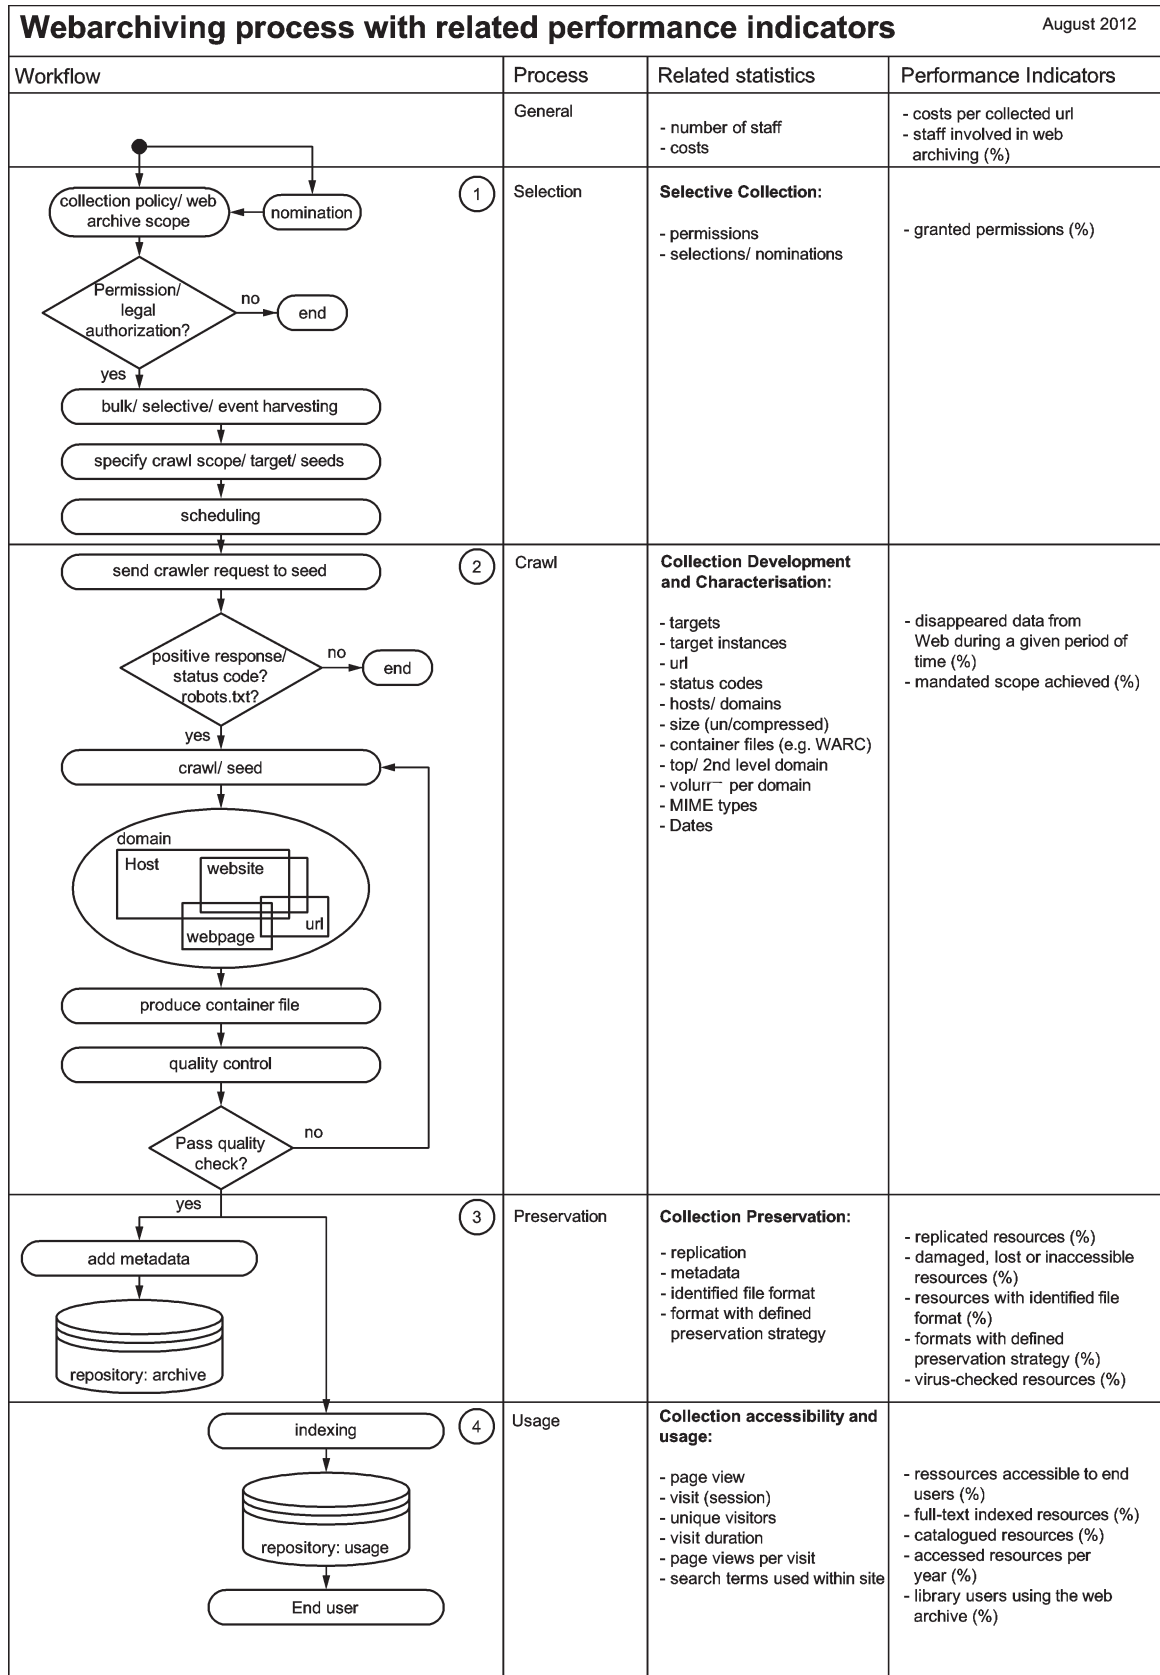 Webarchiving process with related performance indicators
August 2012
Workflow
Process
Related statistics
Performance Indicators
General
- number of staff
- costs
- costs per collected url
- staff involved in web
archiving (%)
collection policy/ web
archive scope
nomination
Permission/
legal
authorization?
no
end
yes
bulk/ selective/ event harvesting
specify crawl scope/ target/ seeds
scheduling
1
Selection
Selective Collection:
- permissions
- selections/ nominations
- granted permissions (%)
send crawler request to seed
positive response/
status code?
robots.txt?
no
end
yes
crawl/ seed
domain
Host
website
url
webpage
produce container file
quality control
Pass quality
check?
no
2
Crawl
Collection Development
and Characterisation:
- targets
- target instances
- url
- status codes
- hosts/ domains
- size (un/compressed)
- container files (e.g. WARC)
- top/ 2nd level domain
- per domain
- MIME types
- Dates
- disappeared data from
Web during a given period of
time (%)
- mandated scope achieved (%)
yes
add metadata
repository: archive
3
Preservation
Collection Preservation:
- replication
- metadata
- identified file format
- format with defined
preservation strategy
- replicated resources (%)
- damaged, lost or inaccessible
resources (%)
- resources with identified file
format (%)
- formats with defined
preservation strategy (%)
- virus-checked resources (%)
indexing
repository: usage
End user
4
Usage
Collection accessibility and
usage:
- page view
- visit (session)
- unique visitors
- visit duration
- page views per visit
- search terms used within site
- ressources accessible to end
users (%)
- full-text indexed resources (%)
- catalogued resources (%)
- accessed resources per
year (%)
- library users using the web
archive (%)